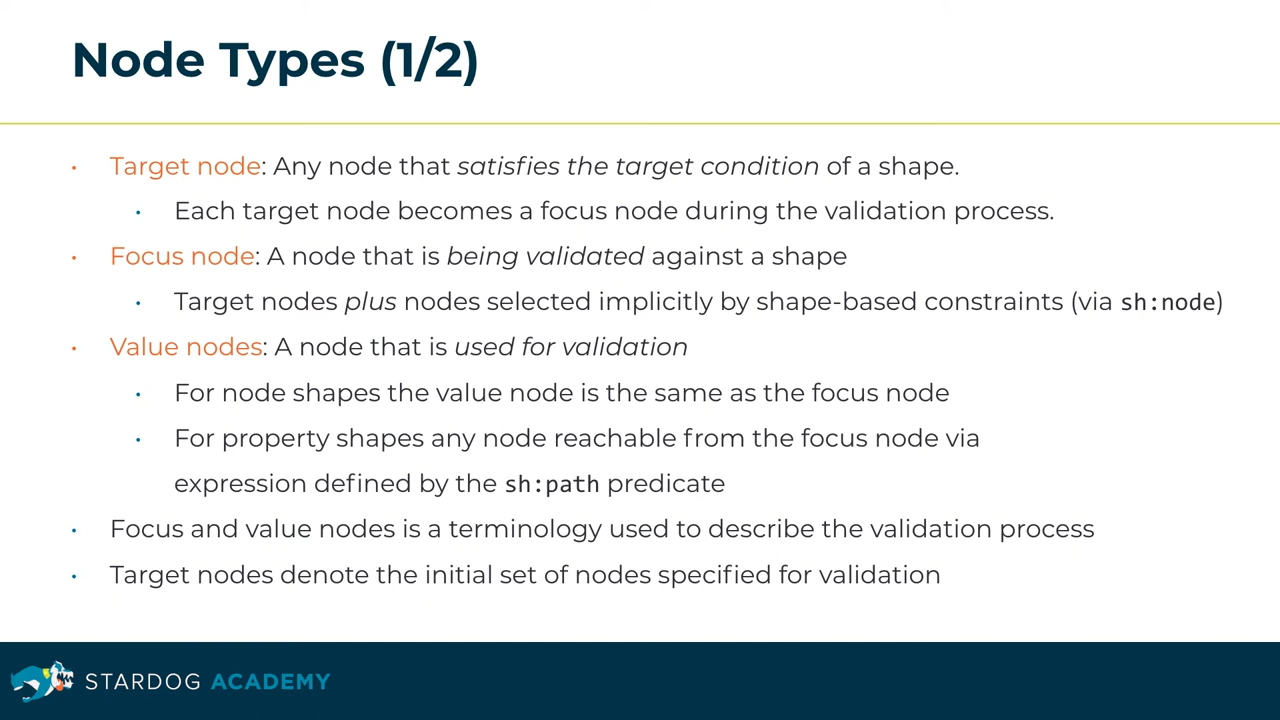 Node Types (1/2)
• Target node: Any node that satisfies the target condition of a shape.
• Each target node becomes a focus node during the validation process.
• Focus node: A node that is being validated against a shape
• Target nodes plus nodes selected implicitly by shape-based constraints (via sh:node)
• Value nodes: A node that is used for validation
• For node shapes the value node is the same as the focus node
• For property shapes any node reachable from the focus node via
expression defined by the sh:path predicate
• Focus and value nodes is a terminology used to describe the validation process
• Target nodes denote the initial set of nodes specified for validation
STARDOG ACADEMY